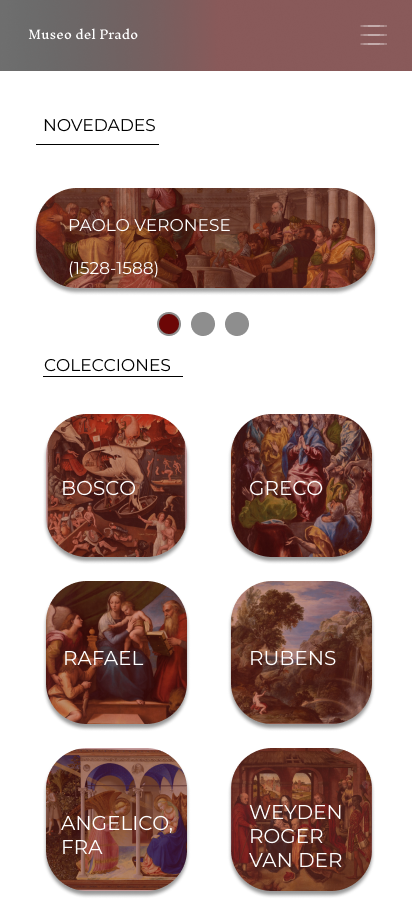 Museo del Prado
NOVEDADES
PAOLO VERONESE
(1528-1588)
COLECCIONES
BOSCO
GRECO
RAFAEL
RUBENS
ANGELICO,
FRA
WEYDEN
ROGER
VAN DER